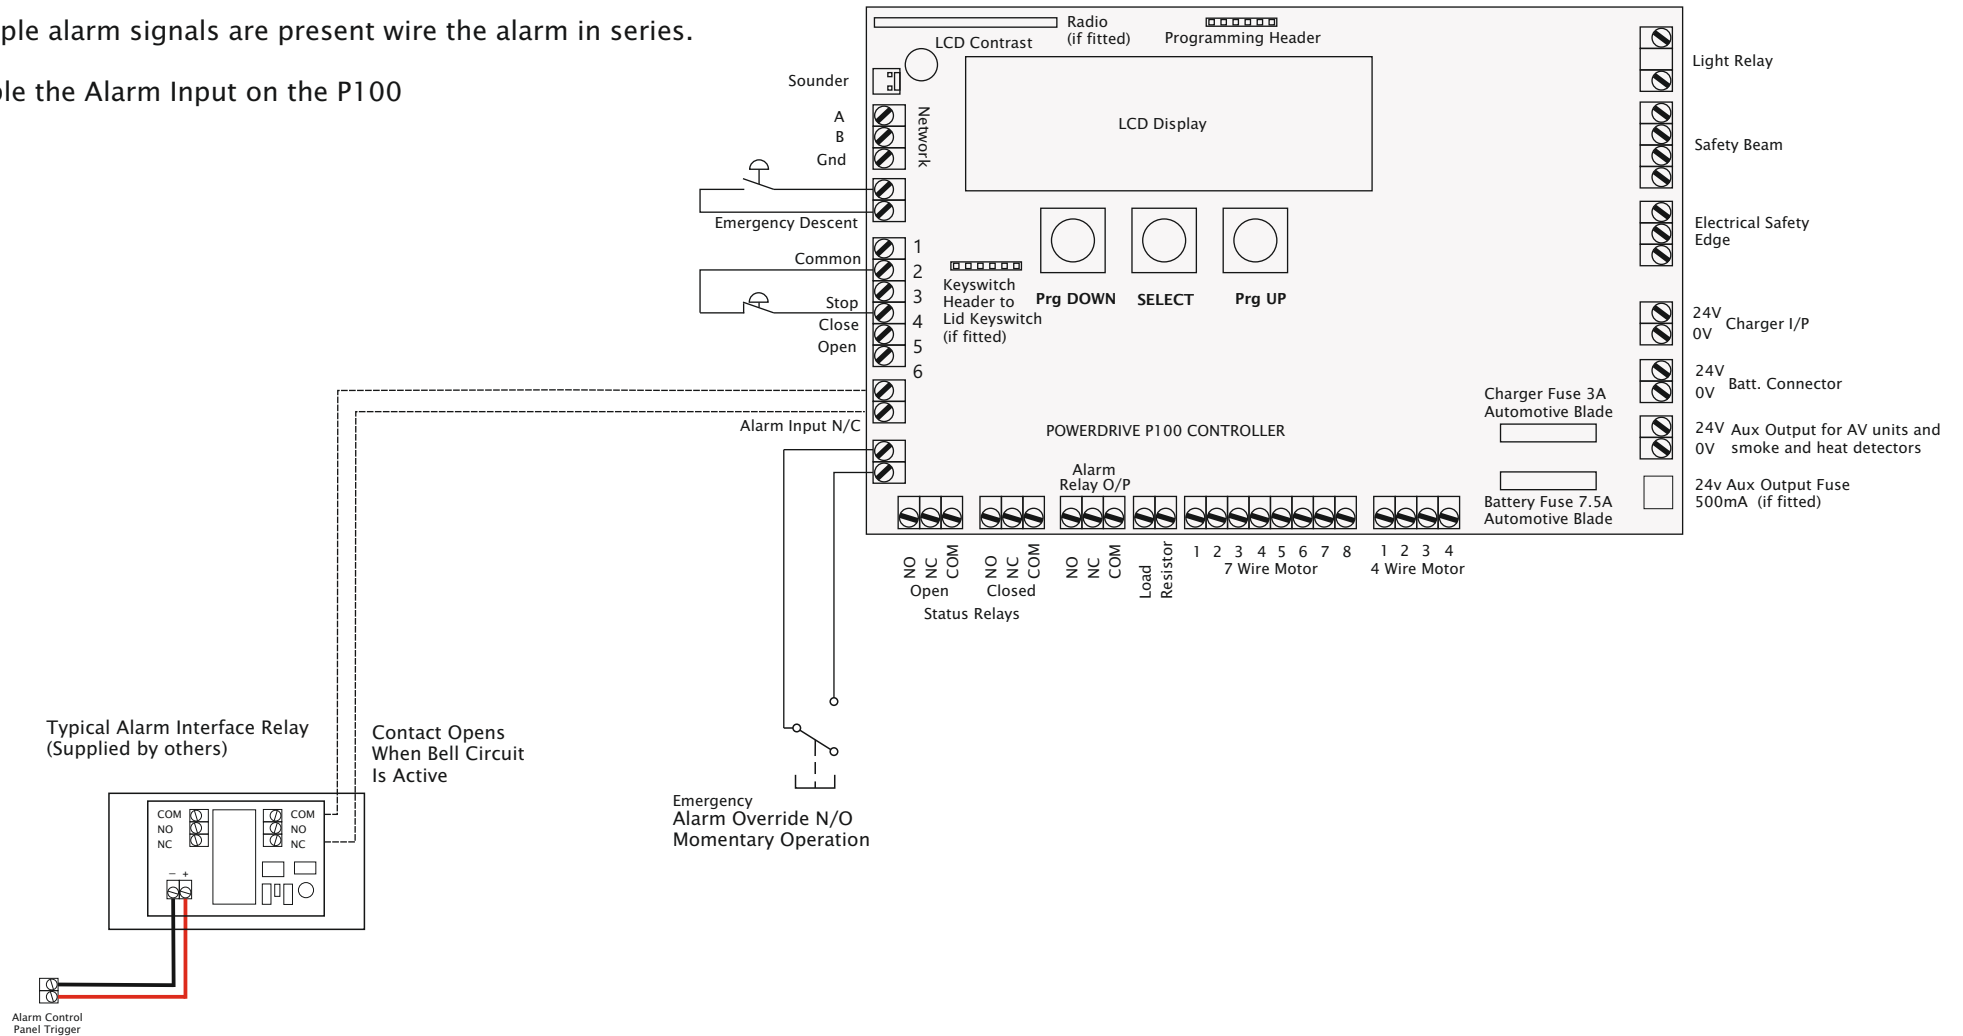 ple alarm signals are present wire the alarm in series.
ple the Alarm Input on the P100
Radio
(if fitted)
Programming Header
LCD Contrast
Sounder
A
B
Gnd
Network
LCD Display
Emergency Descent
Common
Stop
Close
Open
1
2
3
4
5
6
Keyswitch
Header to
Lid Keyswitch
(if fitted)
Prg DOWN
SELECT
Prg UP
Alarm Input N/C
POWERDRIVE P100 CONTROLLER
Charger Fuse 3A
Automotive Blade
Battery Fuse 7.5A
Automotive Blade
Light Relay
Safety Beam
Electrical Safety
Edge
24V
0V
Charger I/P
24V
0V
Batt. Connector
24V
0V
Aux Output for AV units and
smoke and heat detectors
24v Aux Output Fuse
500mA (if fitted)
Alarm
Relay O/P
NO
NC
COM
Open
NO
NC
COM
Closed
Status Relays
NO
NC
COM
Load
Resistor
1 2 3 4 5 6 7 8
7 Wire Motor
1 2 3 4
4 Wire Motor
Typical Alarm Interface Relay
(Supplied by others)
Contact Opens
When Bell Circuit
Is Active
COM
NO
NC
COM
NO
NC
− +
Emergency
Alarm Override N/O
Momentary Operation
Alarm Control
Panel Trigger